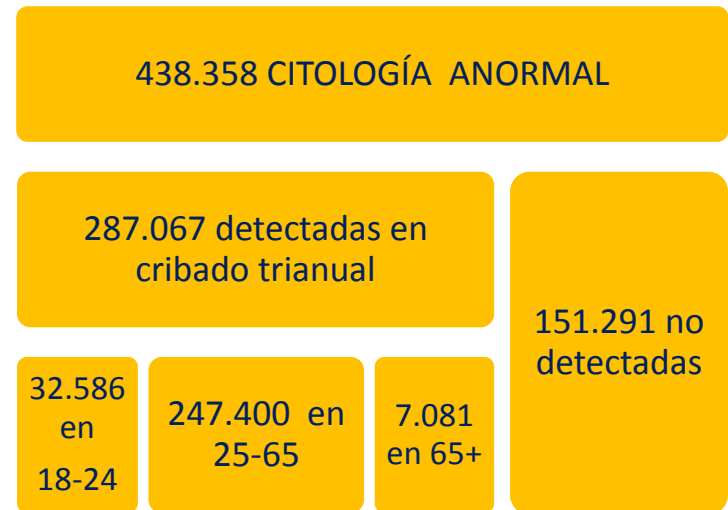 438.358 CITOLOGÍA ANORMAL
287.067 detectadas en
cribado trianual
151.291 no
detectadas
32.586
en
18-24
247.400 en
25-65
7.081
en 65+